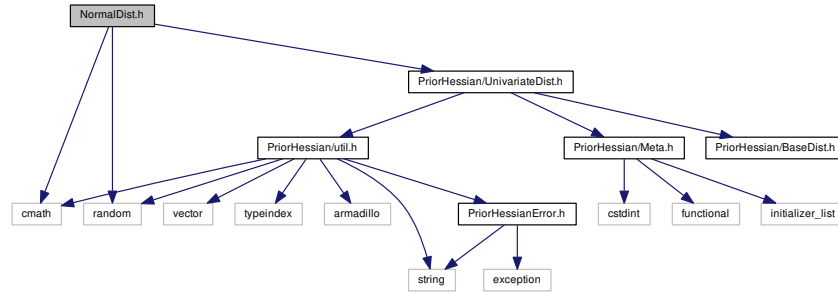 NormalDist.h
PriorHessian/UnivariateDist.h
PriorHessian/util.h
PriorHessian/Meta.h
PriorHessian/BaseDist.h
cmath
random
vector
typeindex
armadillo
PriorHessianError.h
cstdint
functional
initializer_list
string
exception